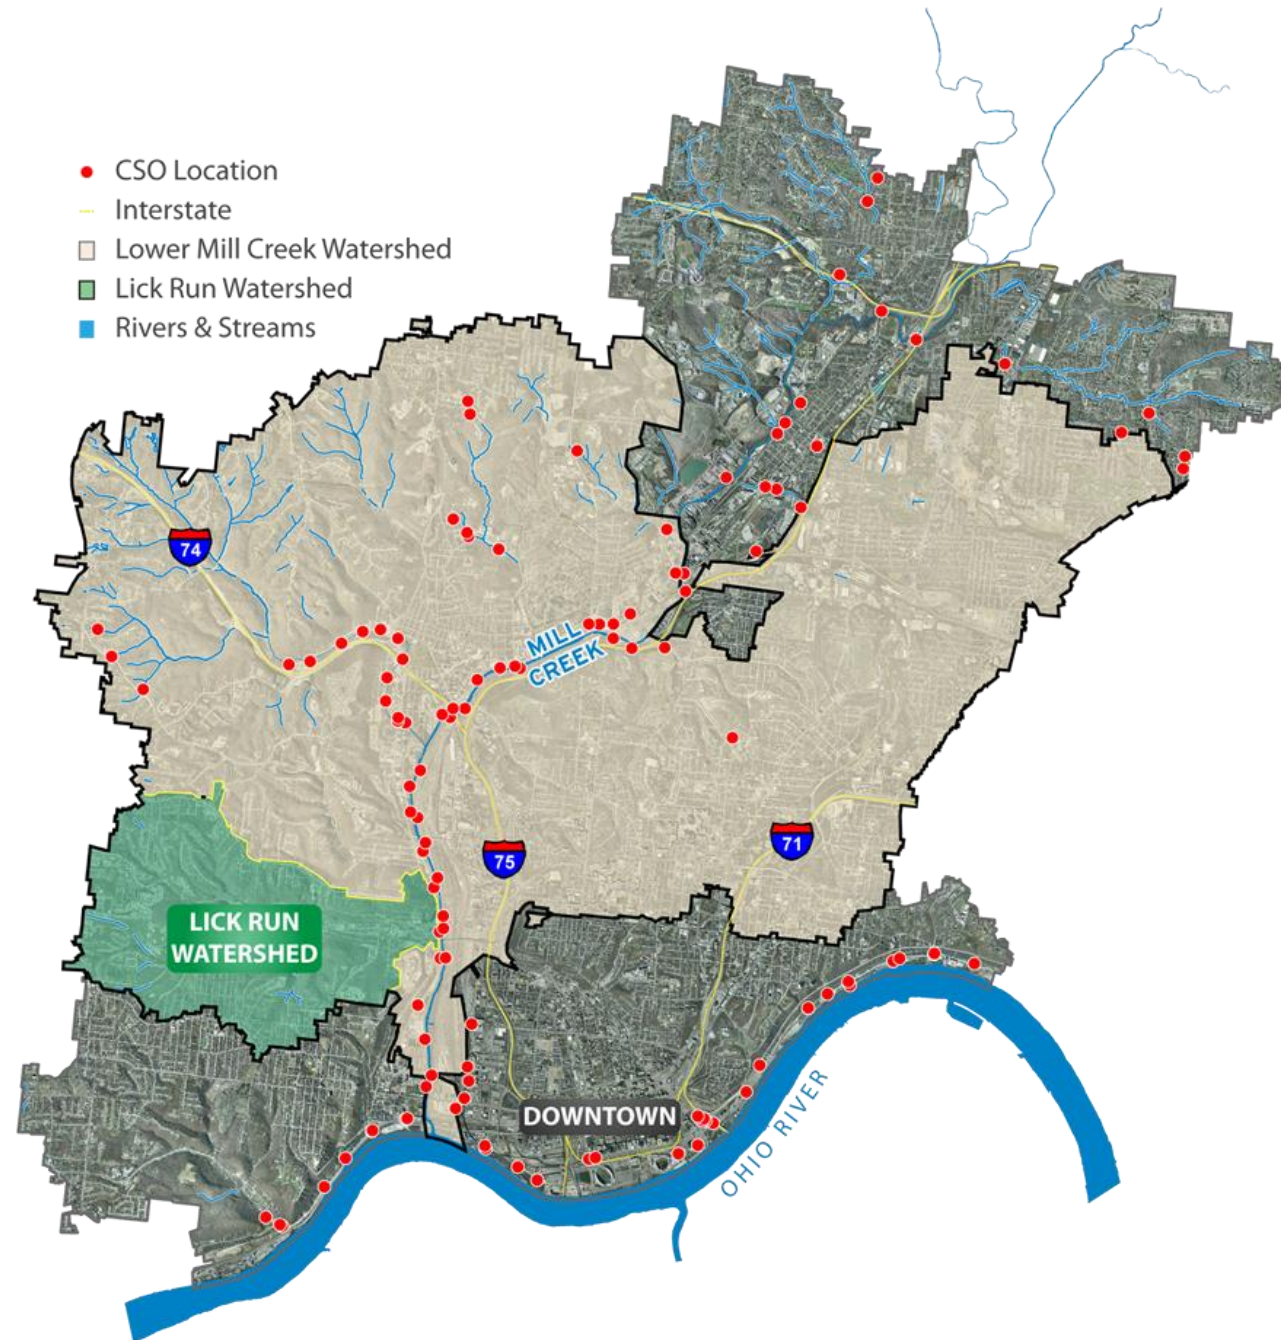 CSO Location
Interstate
Lower Mill Creek Watershed
Lick Run Watershed
Rivers & Streams
74
MILL
CREEK
75
71
LICK RUN
WATERSHED
DOWNTOWN
OHIO RIVER